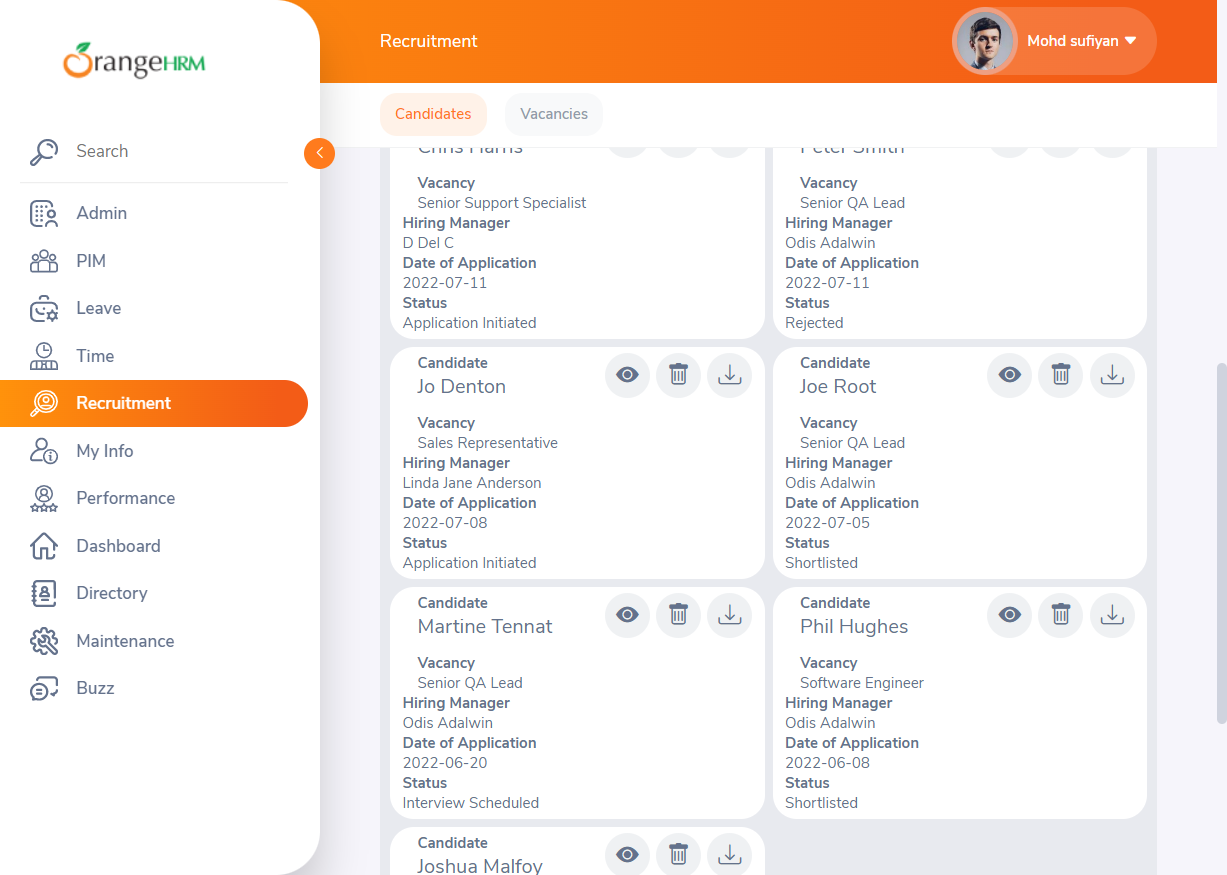 OrangeHRM
Search
Admin
PIM
Leave
Time
Recruitment
My Info
Performance
Dashboard
Directory
Maintenance
Buzz
Recruitment
Mohd sufiyan
Candidates
Vacancies
Chris Harris
Vacancy
Senior Support Specialist
Hiring Manager
D Del C
Date of Application
2022-07-11
Status
Application Initiated
Peter Smith
Vacancy
Senior QA Lead
Hiring Manager
Odis Adalwin
Date of Application
2022-07-11
Status
Rejected
Candidate
Jo Denton
Vacancy
Sales Representative
Hiring Manager
Linda Jane Anderson
Date of Application
2022-07-08
Status
Application Initiated
Candidate
Joe Root
Vacancy
Senior QA Lead
Hiring Manager
Odis Adalwin
Date of Application
2022-07-05
Status
Shortlisted
Candidate
Martine Tennat
Vacancy
Senior QA Lead
Hiring Manager
Odis Adalwin
Date of Application
2022-06-20
Status
Interview Scheduled
Candidate
Phil Hughes
Vacancy
Software Engineer
Hiring Manager
Odis Adalwin
Date of Application
2022-06-08
Status
Shortlisted
Candidate
Joshua Malfoy